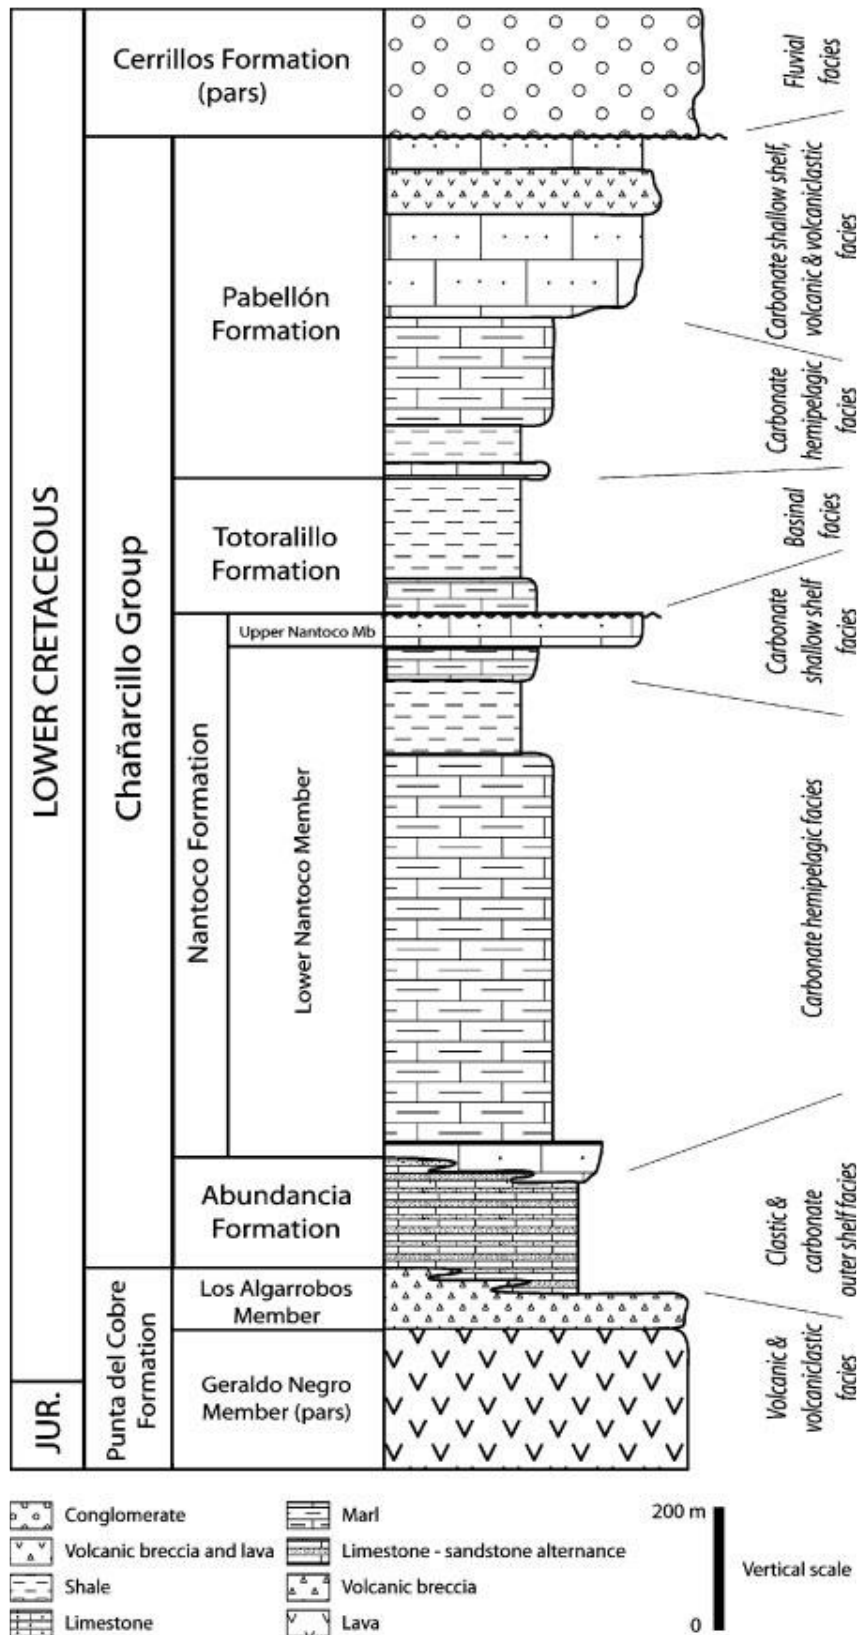 LOWER CRETACEOUS
JUR.
Chañarcillo Group
Punta del Cobre
Formation
Cerrillos Formation
(pars)
Pabellón
Formation
Totoralillo
Formation
Nantoco Formation
Upper Nantoco Mb
Lower Nantoco Member
Abundancia
Formation
Los Algarrobos
Member
Geraldo Negro
Member (pars)
Fluvial
facies
Carbonate shallow shelf,
volcanic & volcaniclastic
facies
Carbonate
hemipelagic
facies
Basinal
facies
Carbonate
shallow shelf
facies
Carbonate hemipelagic facies
Clastic &
carbonate
outer shelf facies
Volcanic &
volcaniclastic
facies
Conglomerate
Volcanic breccia and lava
Shale
Limestone
Marl
Limestone - sandstone alternance
Volcanic breccia
Lava
200 m
Vertical scale
0